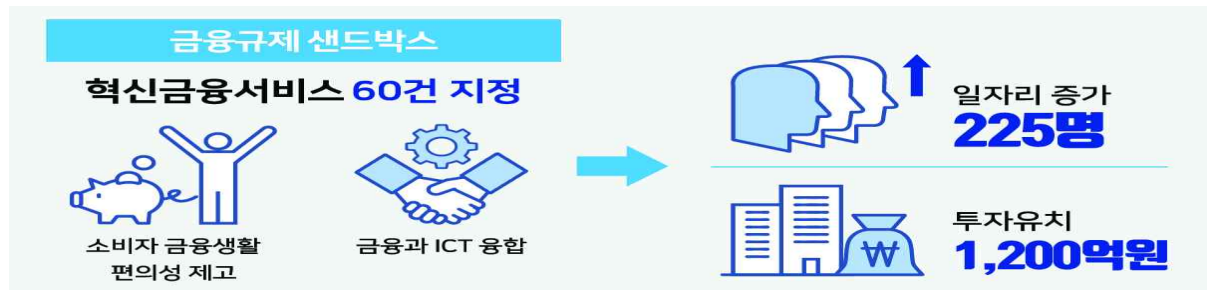 금융규제 샌드박스
혁신금융서비스 60건 지정
소비자 금융생활
편의성 제고
금융과 ICT 융합
일자리 증가
225명
투자유치
1,200억원
₩